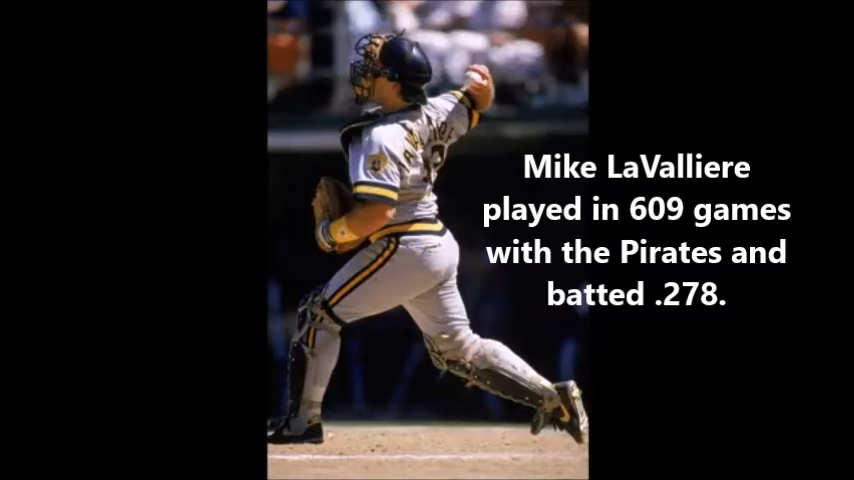 Mike LaValliere
played in 609 games
with the Pirates and
batted .278.